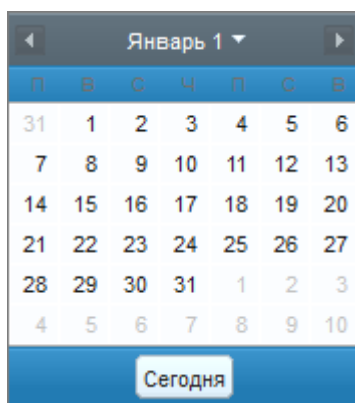 Январь 1
П В С Ч П С В
31 1 2 3 4 5 6
7 8 9 10 11 12 13
14 15 16 17 18 19 20
21 22 23 24 25 26 27
28 29 30 31 1 2 3
4 5 6 7 8 9 10
Сегодня